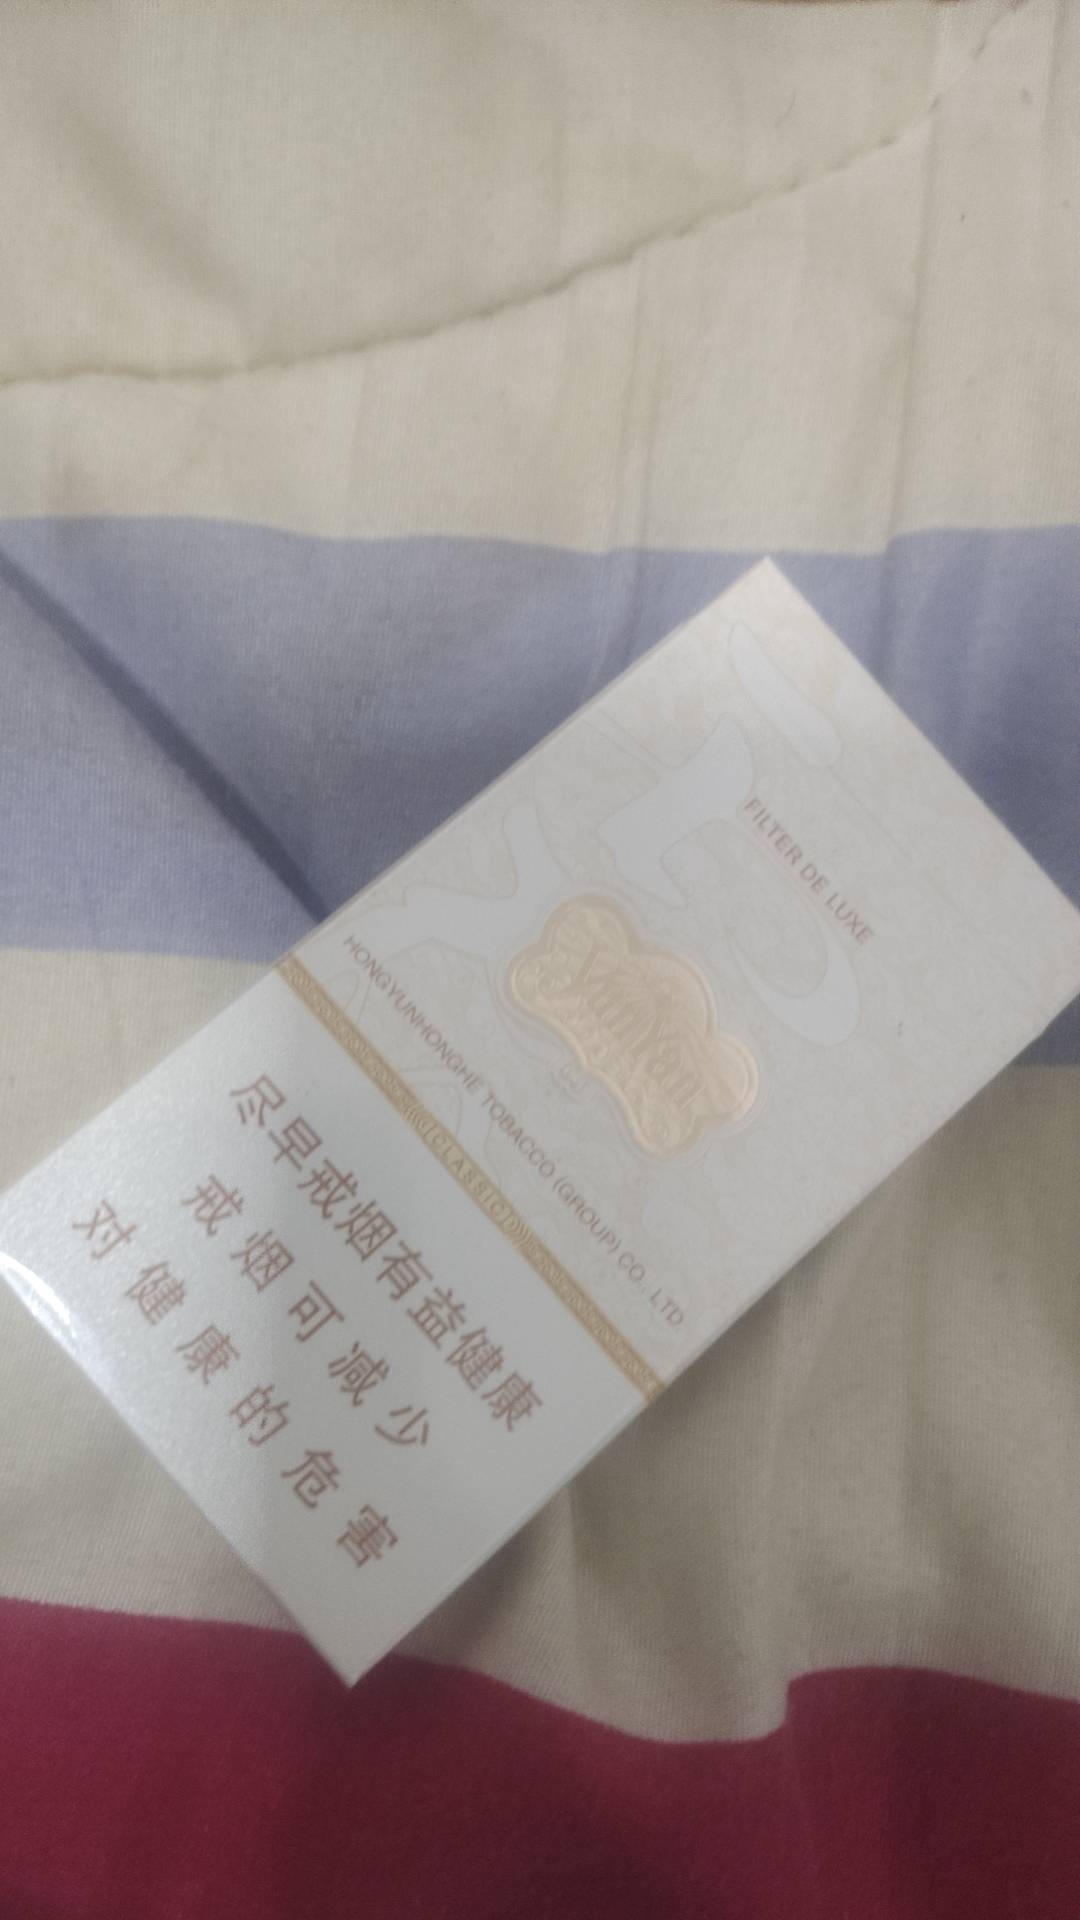 FILTER DE LUXE
YunYan
HONGYUNHONGHE TOBACCO (GROUP) CO., LTD
CLASSIC
尽早戒烟有益健康
戒烟可减少
对健康的危害